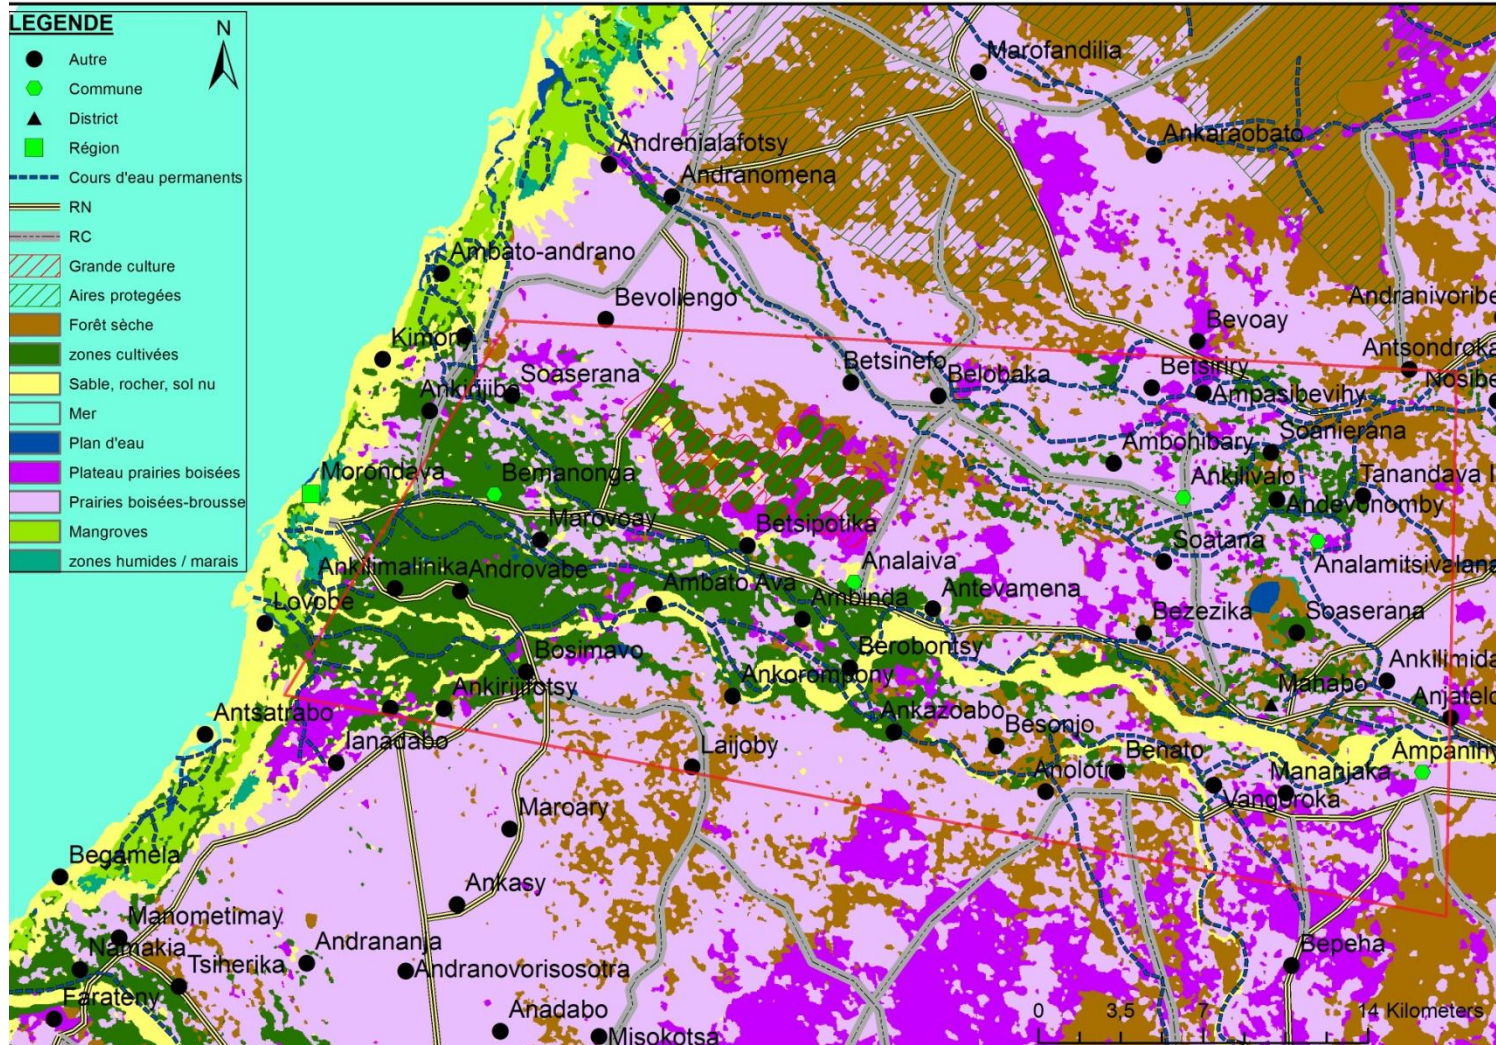 LEGENDE
N
Autre
Commune
District
Région
Cours d'eau permanents
RN
RC
Grande culture
Aires protegées
Forêt sèche
zones cultivées
Sable, rocher, sol nu
Mer
Plan d'eau
Plateau prairies boisées
Prairies boisées-brousse
Mangroves
zones humides / marais
Marofandilia
Ankaraobato
Andrenialafotsy
Andranomena
Ambato-andrano
Bevoliengo
Andranivoribe
Bevoay
Kimony
Antsondroka
Betsinefo
Belobaka
Betsiriry
Nosibe
Soaserana
Ankirijibe
Ampasibevihy
Soanierana
Ambohibary
Morondava
Bemanonga
Ankilivalo
Tanandava I
Andevonomby
Marovoay
Betsipotika
Soatana
Analaiva
Analamitsivalana
Ankilimalinika
Androvabe
Ambato Ava
Ambinda
Antevamena
Lovobe
Bezezika
Soaserana
Bosimavo
Berobontsy
Ankilimida
Ankirijifotsy
Ankorompony
Mahabo
Anjatelo
Antsatrabo
Ankazoabo
Besonjo
Tanadabo
Laijoby
Benato
Ampanihy
Anolotra
Mananjaka
Vangoroka
Maroary
Begamela
Ankasy
Manometimay
Namakia
Tsiherika
Andrananja
Andranovorisosotra
Bepeha
Farateny
Anadabo
Misokotsa
0 3,5 7 14 Kilometers